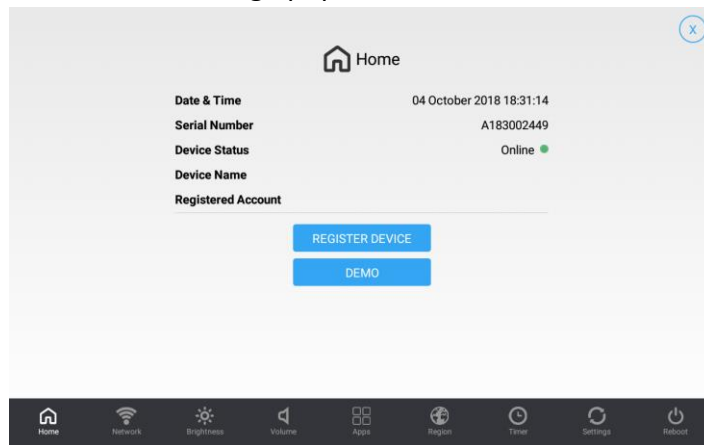 X
Home
Date & Time 04 October 2018 18:31:14
Serial Number A183002449
Device Status Online
Device Name
Registered Account
REGISTER DEVICE
DEMO
Home Network Brightness Volume Apps Region Timer Settings Reboot